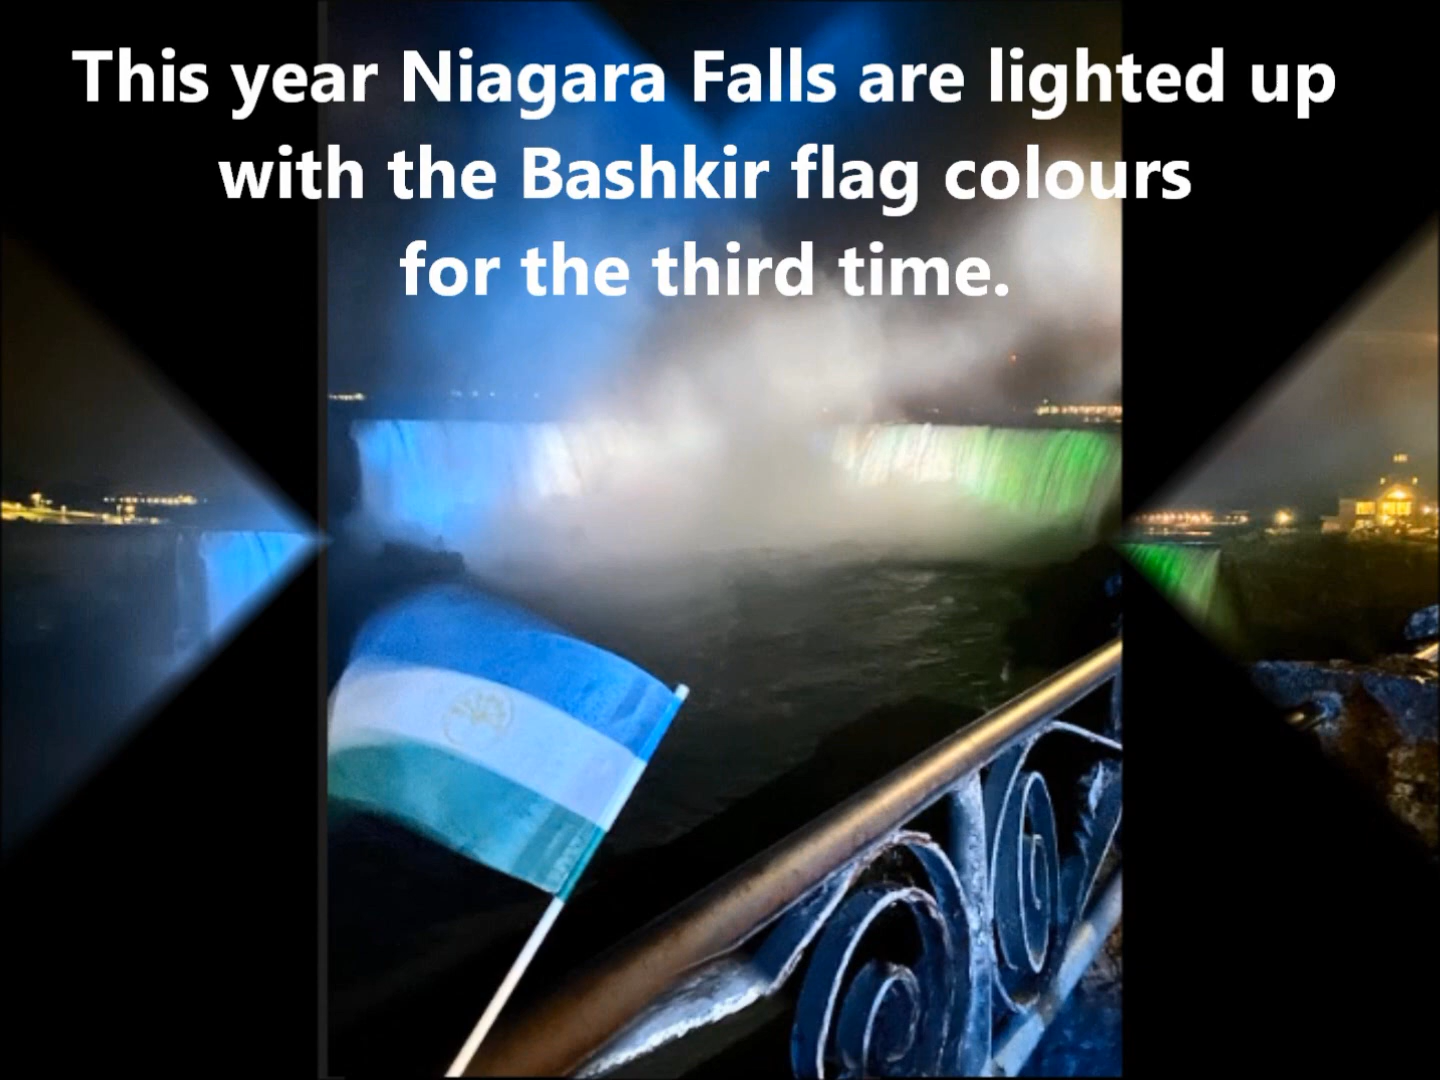 This year Niagara Falls are lighted up
with the Bashkir flag colours
for the third time.